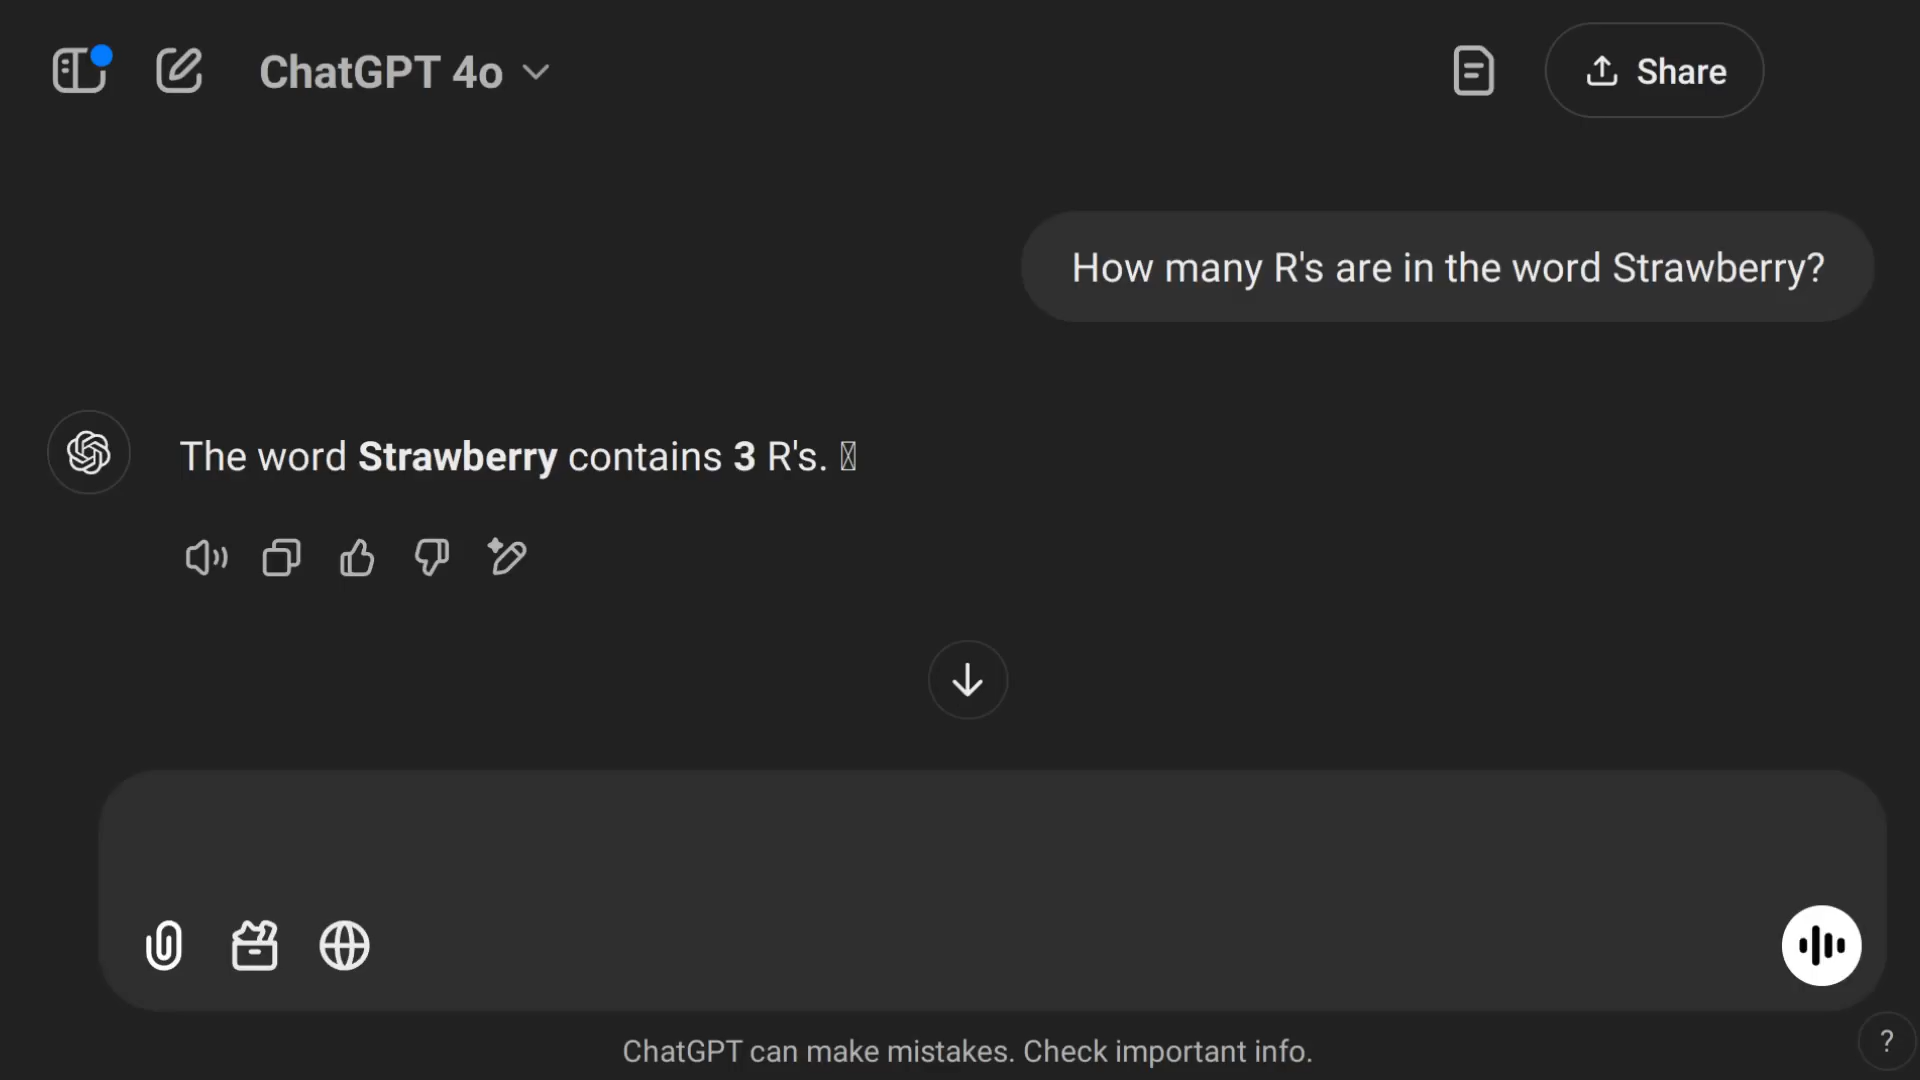 ChatGPT 4o
Share
How many R's are in the word Strawberry?
The word Strawberry contains 3 R's.
ChatGPT can make mistakes. Check important info.
?